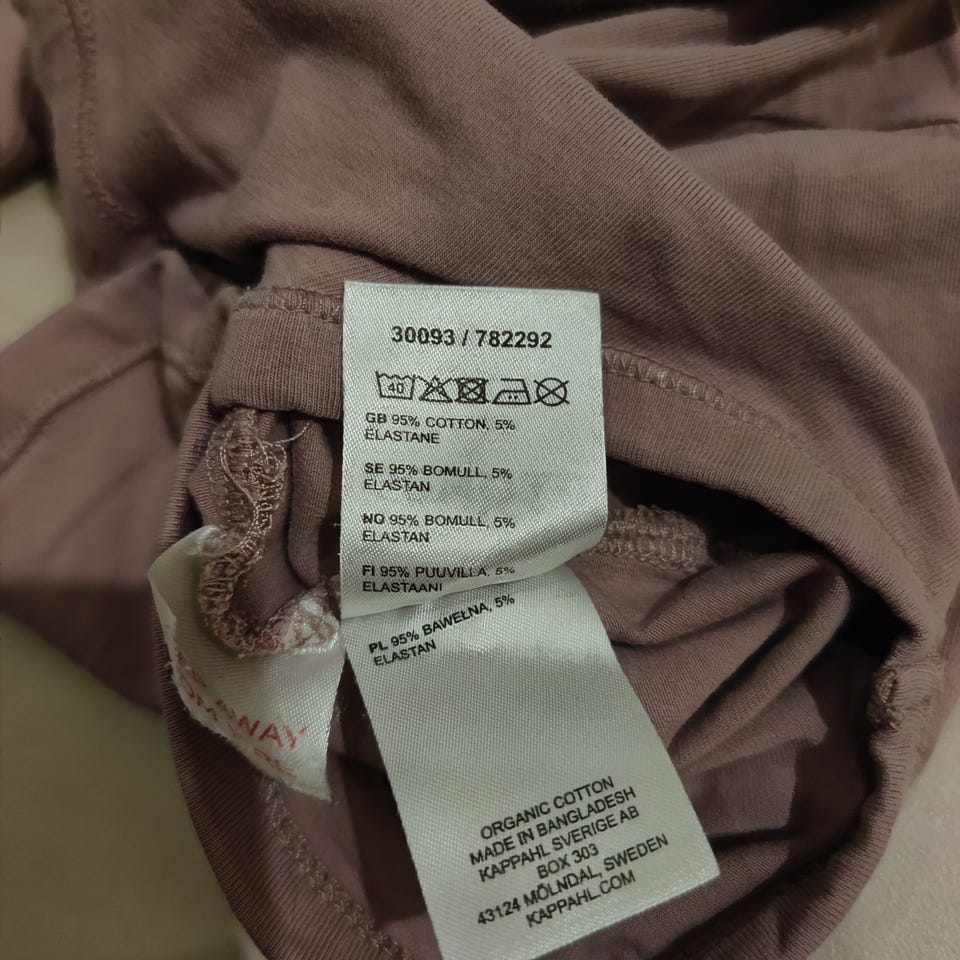 30093 / 782292
40
GB 95% COTTON, 5%
ELASTANE
SE 95% BOMULL, 5%
ELASTAN
NO 95% BOMULL, 5%
ELASTAN
FI 95% PUUVILLA, 5%
ELASTAANI
PL 95% BAWEŁNA, 5%
ELASTAN
ORGANIC COTTON
MADE IN BANGLADESH
KAPPAHL SVERIGE AB
BOX 303
43124 MÖLNDAL, SWEDEN
KAPPAHL.COM
AWAY